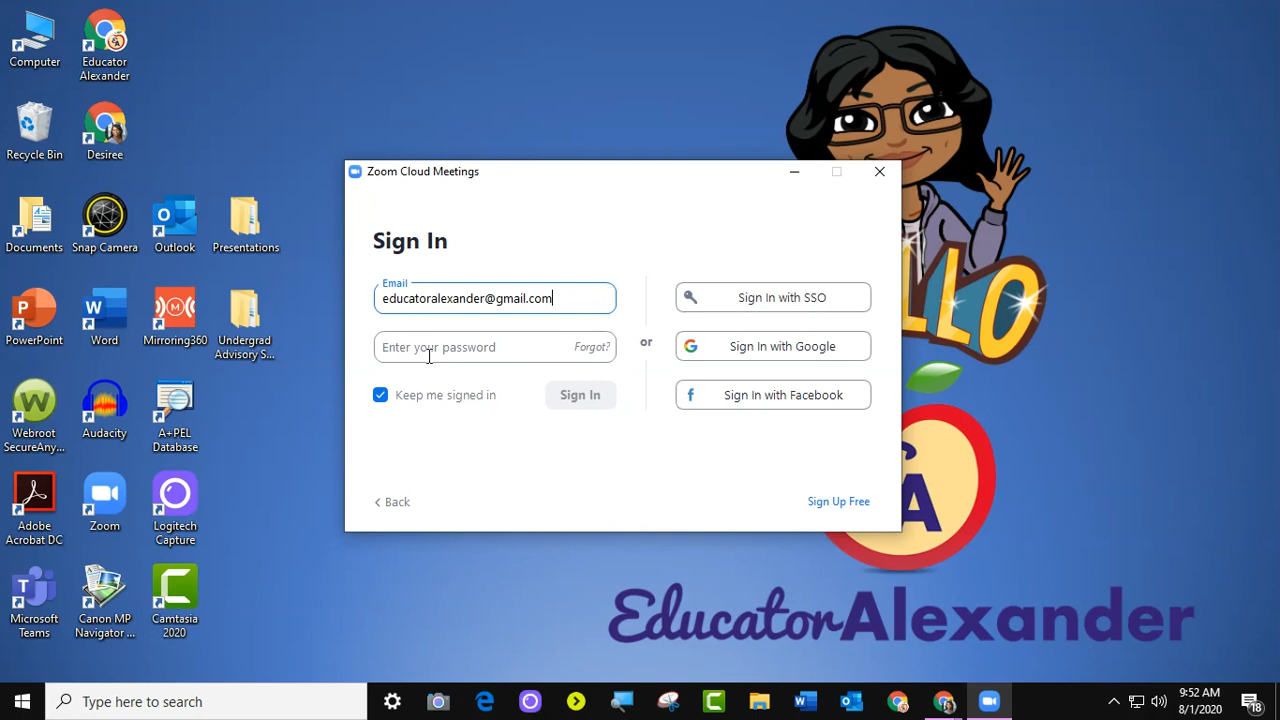 Computer
Educator
Alexander
Recycle Bin
Desiree
Documents
Snap Camera
Outlook
Presentations
PowerPoint
Word
Mirroring360
Undergrad
Advisory S...
Webroot
SecureAny...
Audacity
A+PEL
Database
Adobe
Acrobat DC
Zoom
Logitech
Capture
Microsoft
Teams
Canon MP
Navigator ...
Camtasia
2020
Zoom Cloud Meetings
Sign In
Email
educatoralexander@gmail.com
Enter your password
Forgot?
Keep me signed in
Sign In
or
Sign In with SSO
Sign In with Google
Sign In with Facebook
Back
Sign Up Free
A
EducatorAlexander
Type here to search
9:52 AM
8/1/2020
18